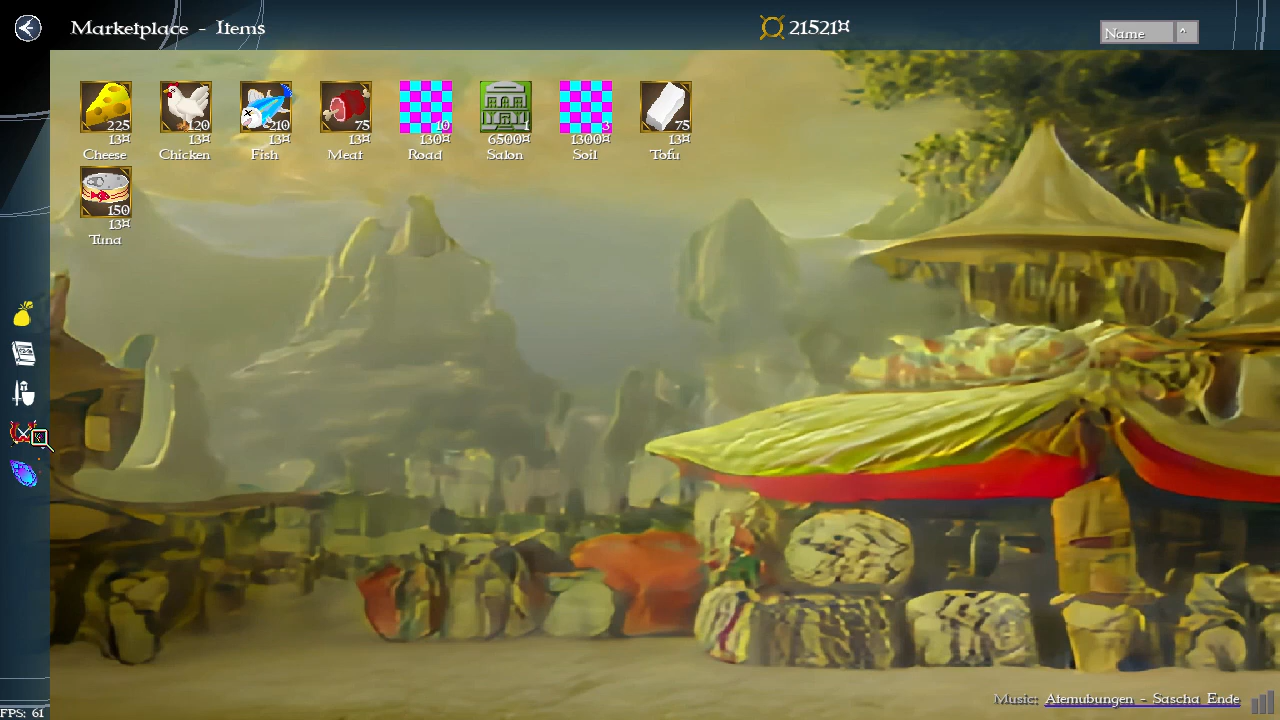 Marketplace - Items
21521¤
Name ^
225 120 210 75 10 1 3 75
13¤ 13¤ 13¤ 13¤ 130¤ 6500¤ 1300¤ 13¤
Cheese Chicken Fish Meat Road Salon Soil Tofu
150
13¤
Tuna
Music: Atemubungen - Sascha Ende
FPS: 61